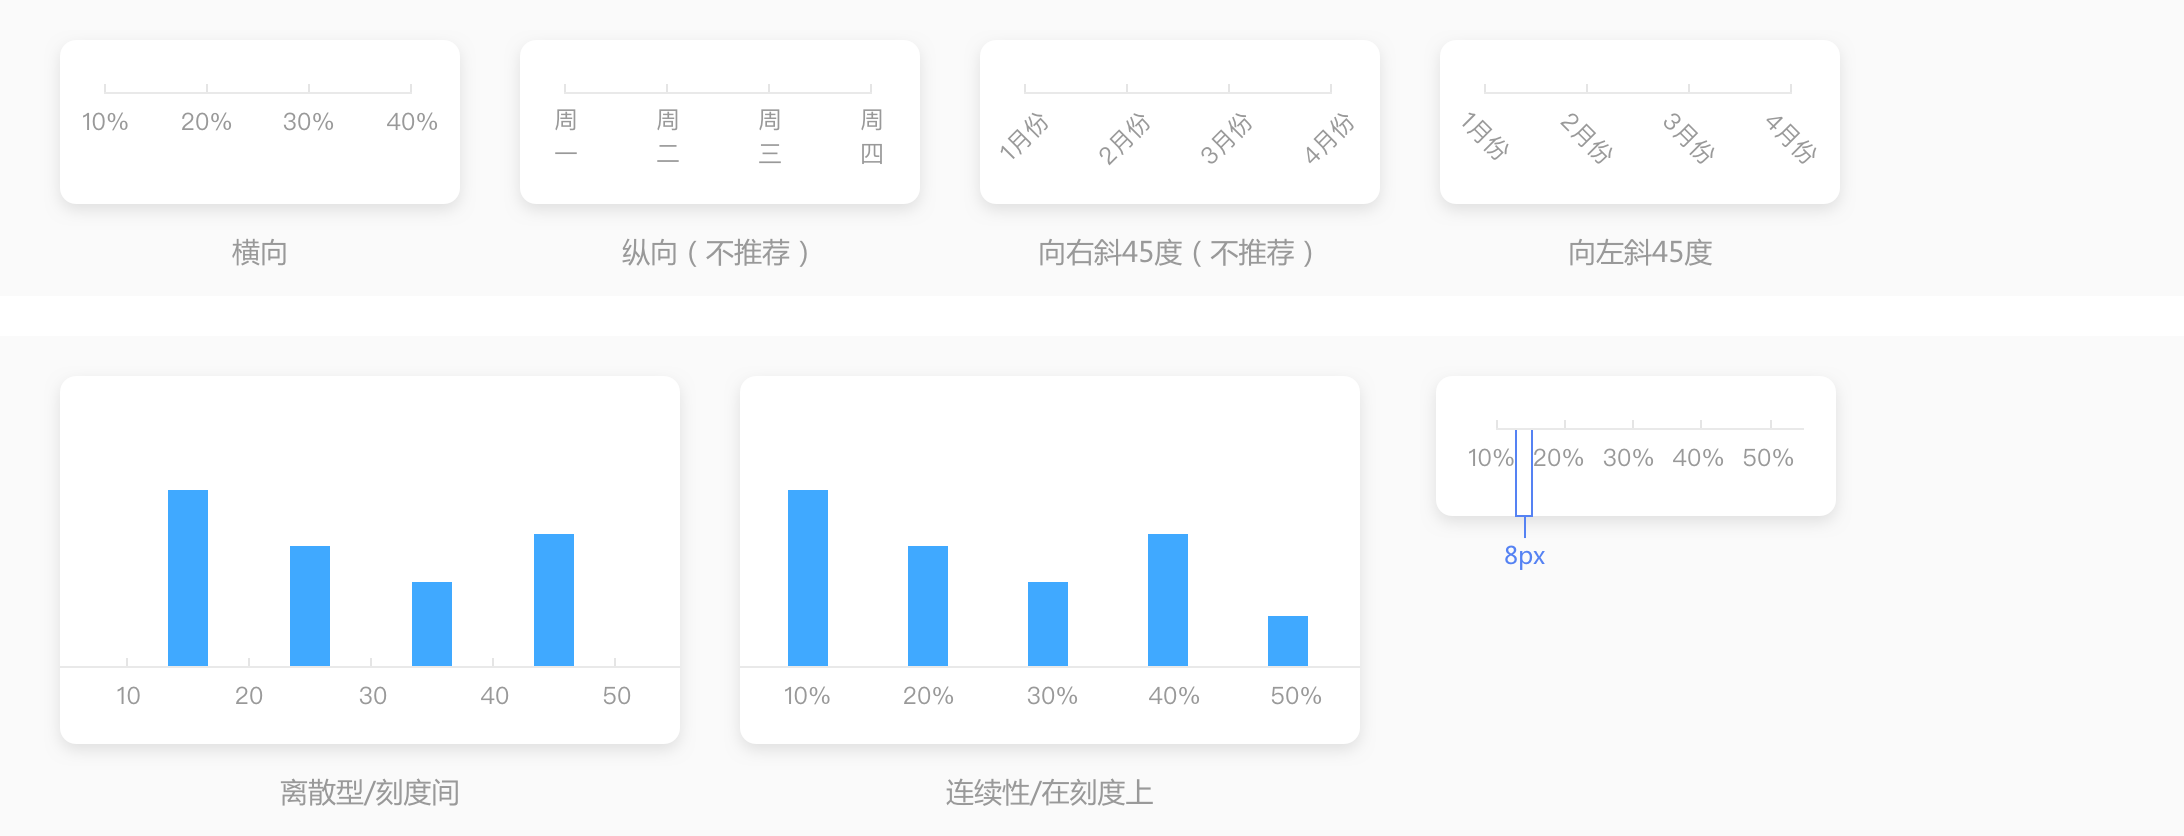 10% 20% 30% 40%
周一 周二 周三 周四
1月份 2月份 3月份 4月份
1月份 2月份 3月份 4月份
横向
纵向（不推荐）
向右斜45度（不推荐）
向左斜45度
10 20 30 40 50
10% 20% 30% 40% 50%
10% 20% 30% 40% 50%
8px
离散型/刻度间
连续性/在刻度上